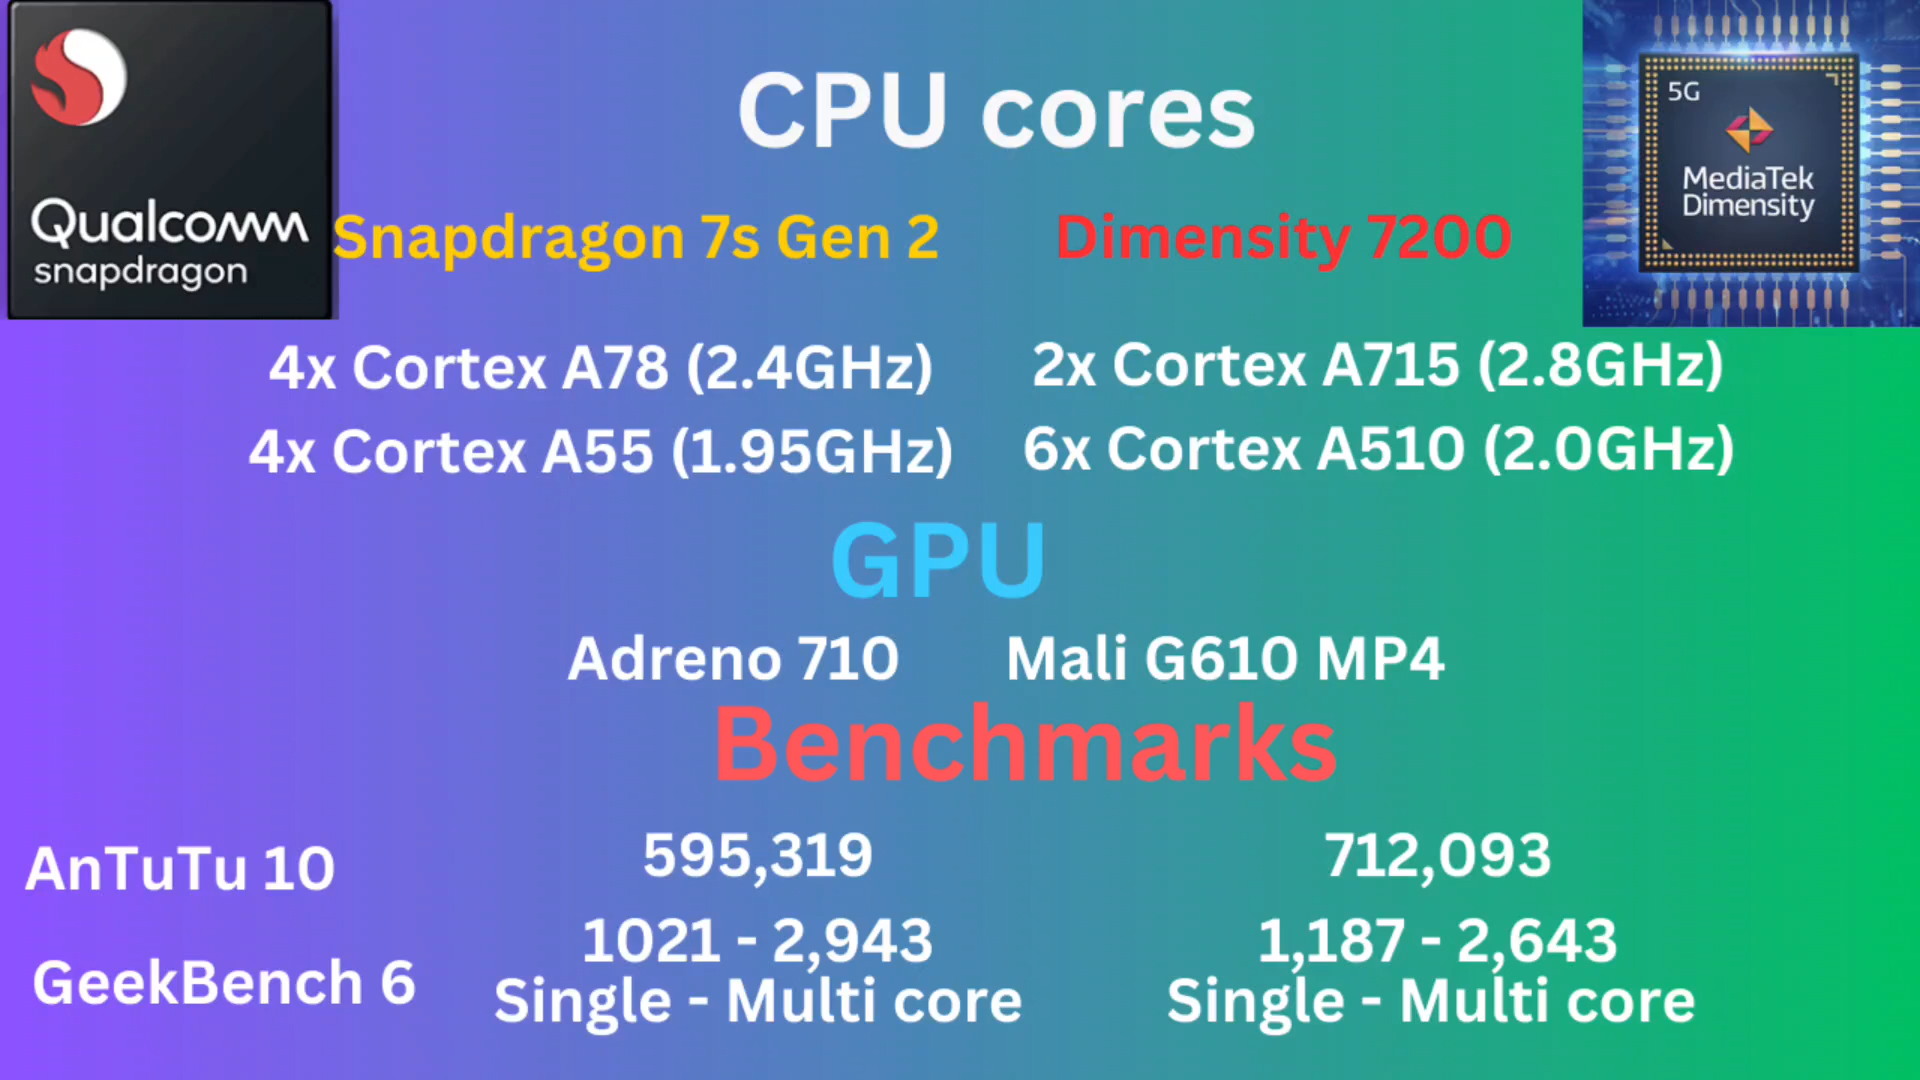 Qualcomm
snapdragon
CPU cores
5G
MediaTek
Dimensity
Snapdragon 7s Gen 2
Dimensity 7200
4x Cortex A78 (2.4GHz)
2x Cortex A715 (2.8GHz)
4x Cortex A55 (1.95GHz)
6x Cortex A510 (2.0GHz)
GPU
Adreno 710
Mali G610 MP4
Benchmarks
AnTuTu 10
595,319
712,093
GeekBench 6
1021 - 2,943
Single - Multi core
1,187 - 2,643
Single - Multi core